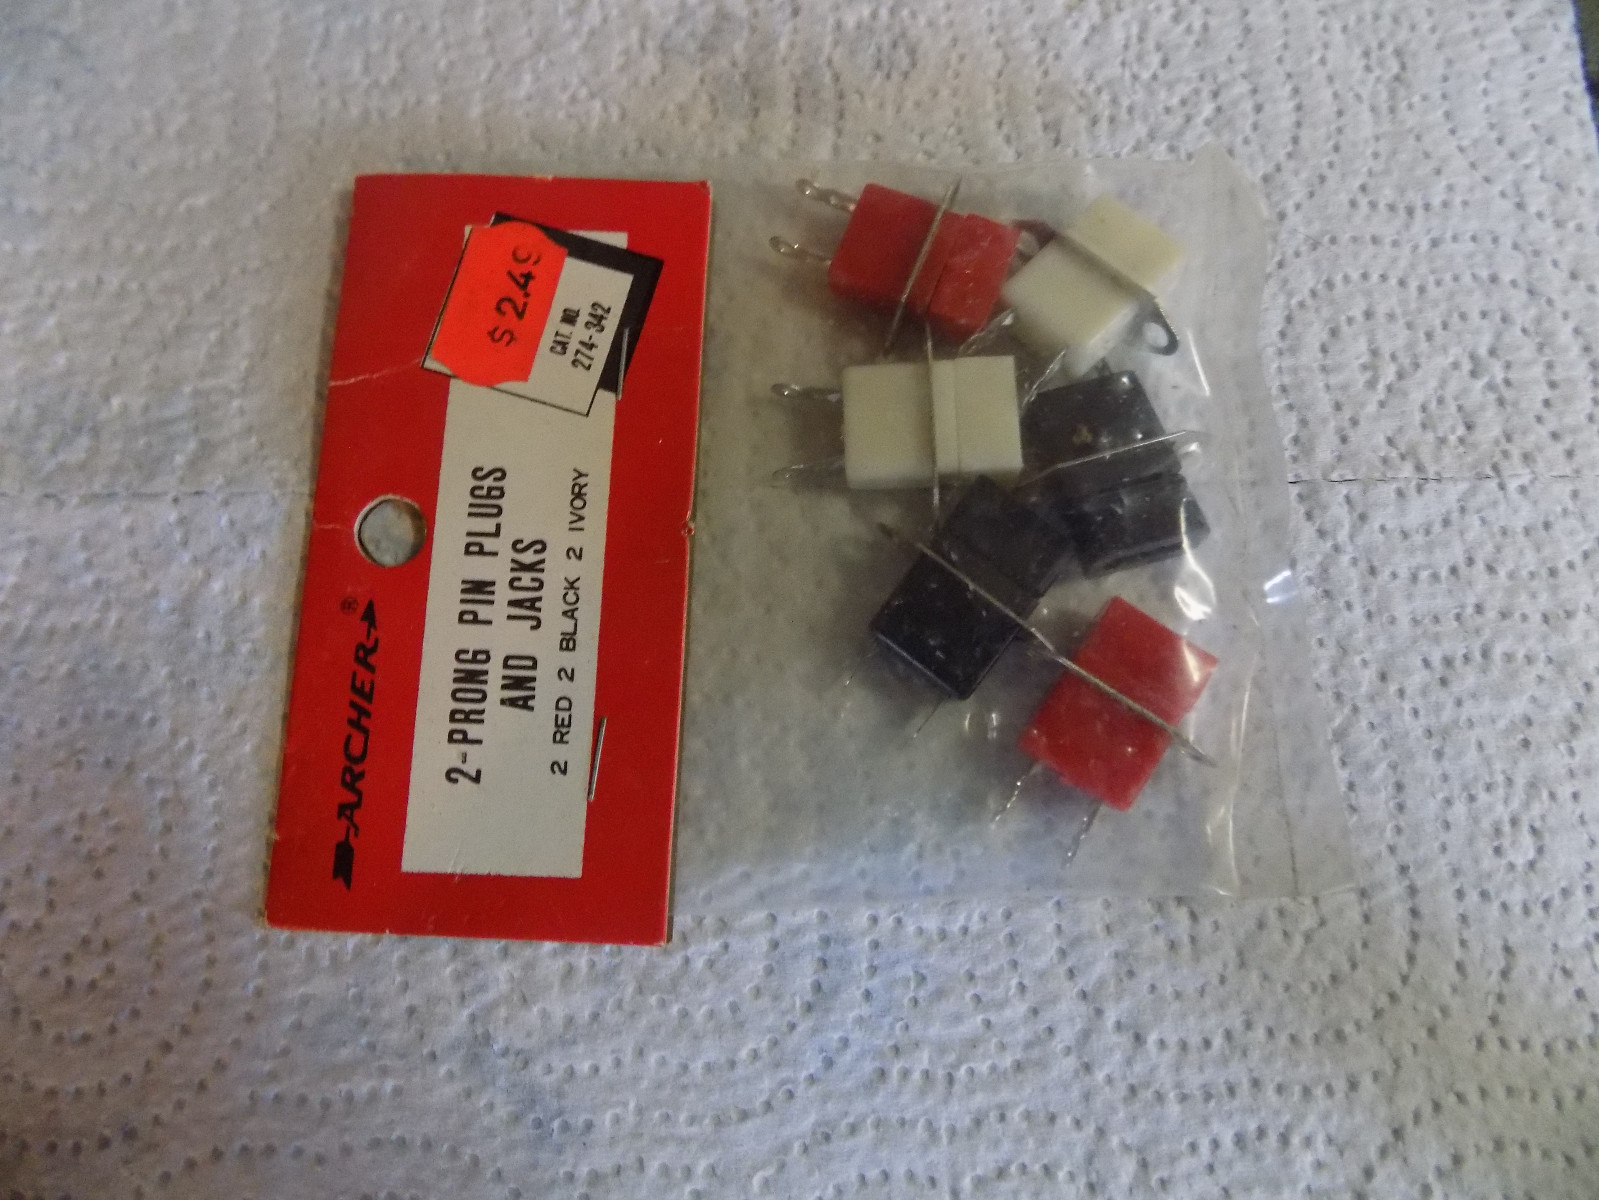 ARCHER®
$2.49
CAT. NO.
274-342
2-PRONG PIN PLUGS
AND JACKS
2 RED 2 BLACK 2 IVORY